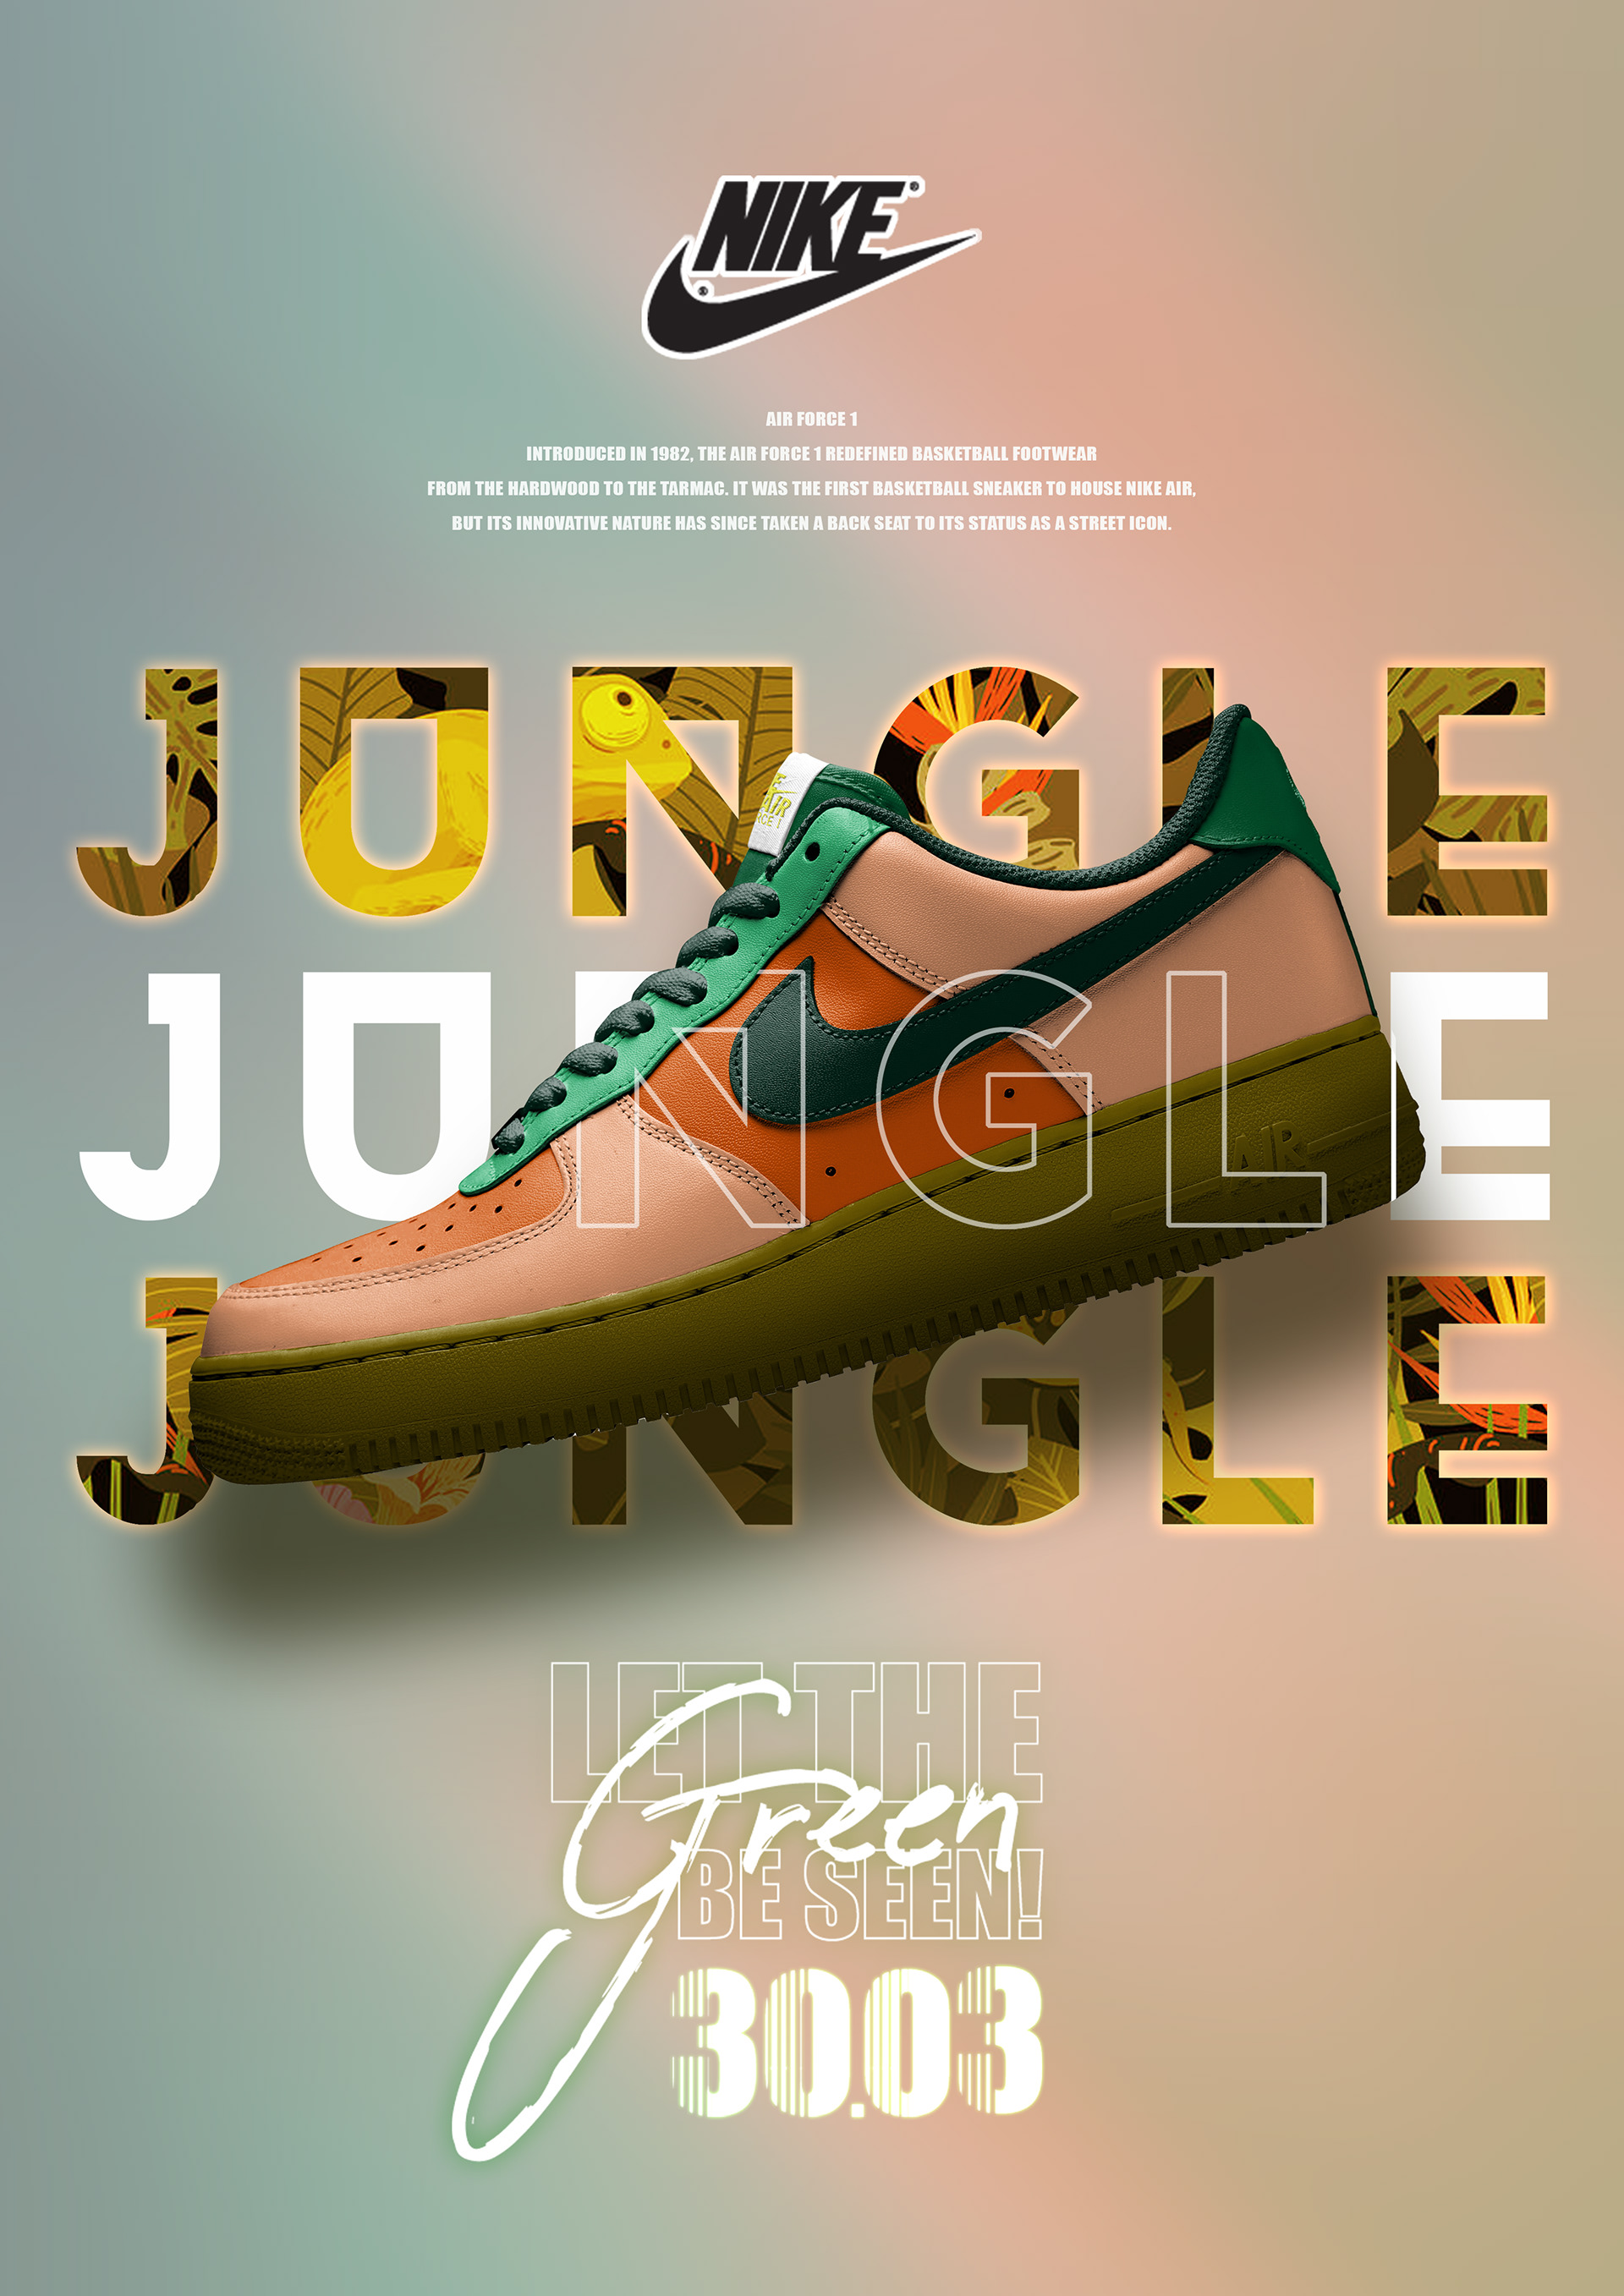 NIKE
AIR FORCE 1
INTRODUCED IN 1982, THE AIR FORCE 1 REDEFINED BASKETBALL FOOTWEAR
FROM THE HARDWOOD TO THE TARMAC. IT WAS THE FIRST BASKETBALL SNEAKER TO HOUSE NIKE AIR,
BUT ITS INNOVATIVE NATURE HAS SINCE TAKEN A BACK SEAT TO ITS STATUS AS A STREET ICON.
JUNGLE
AIR
JUNGLE
AIR
JUNGLE
LET THE
Green
BE SEEN!
30.03